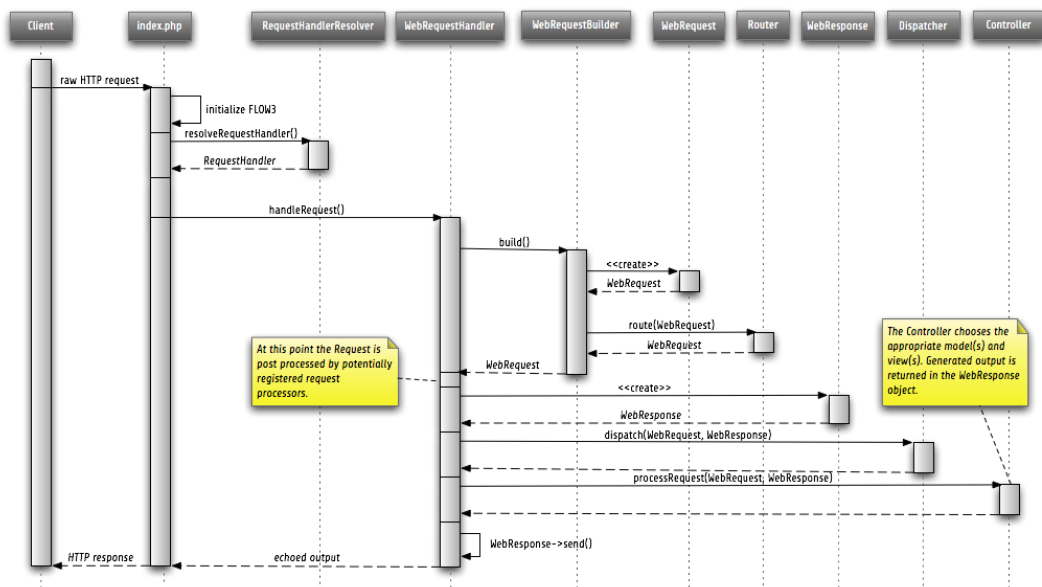 Client
index.php
RequestHandlerResolver
WebRequestHandler
WebRequestBuilder
WebRequest
Router
WebResponse
Dispatcher
Controller
raw HTTP request
initialize FLOW3
resolveRequestHandler()
RequestHandler
handleRequest()
build()
<<create>>
WebRequest
route(WebRequest)
WebRequest
WebRequest
At this point the Request is
post processed by potentially
registered request
processors.
The Controller chooses the
appropriate model(s) and
view(s). Generated output is
returned in the WebResponse
object.
<<create>>
WebResponse
dispatch(WebRequest, WebResponse)
processRequest(WebRequest, WebResponse)
WebResponse->send()
echoed output
HTTP response